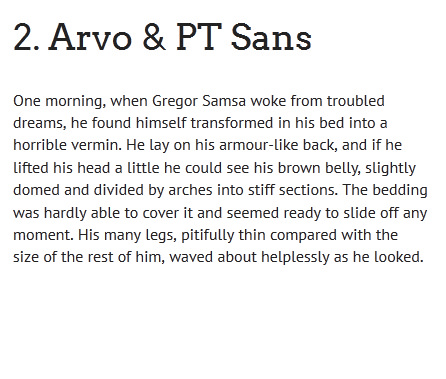 2. Arvo & PT Sans
One morning, when Gregor Samsa woke from troubled
dreams, he found himself transformed in his bed into a
horrible vermin. He lay on his armour-like back, and if he
lifted his head a little he could see his brown belly, slightly
domed and divided by arches into stiff sections. The bedding
was hardly able to cover it and seemed ready to slide off any
moment. His many legs, pitifully thin compared with the
size of the rest of him, waved about helplessly as he looked.